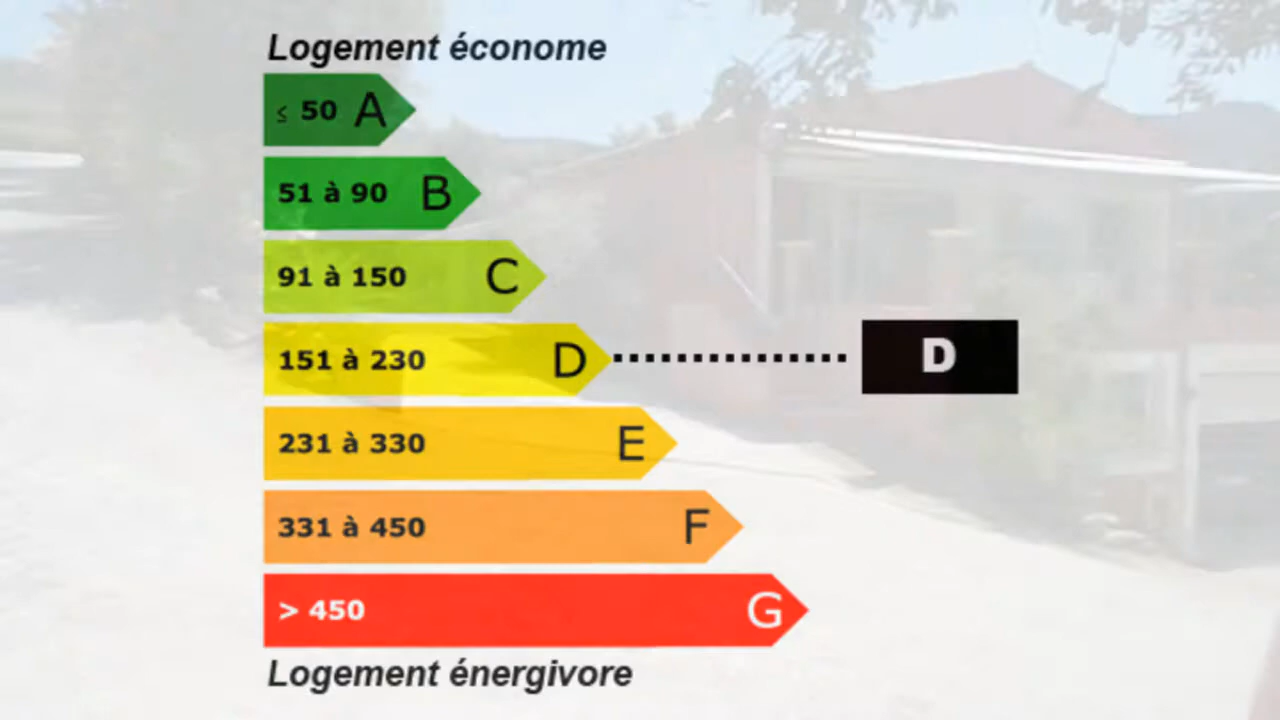 Logement économe
≤ 50 A
51 à 90 B
91 à 150 C
151 à 230 D
D
231 à 330 E
331 à 450 F
> 450 G
Logement énergivore